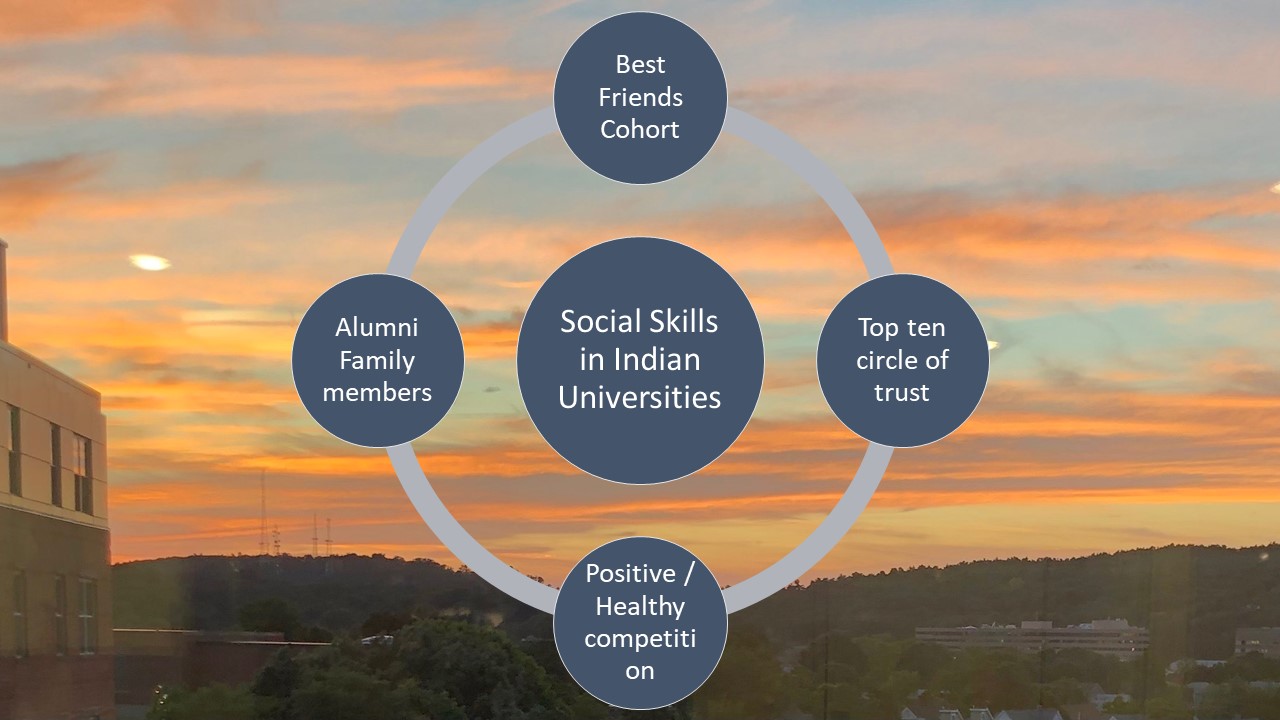 Best
Friends
Cohort
Alumni
Family
members
Social Skills
in Indian
Universities
Top ten
circle of
trust
Positive /
Healthy
competiti
on